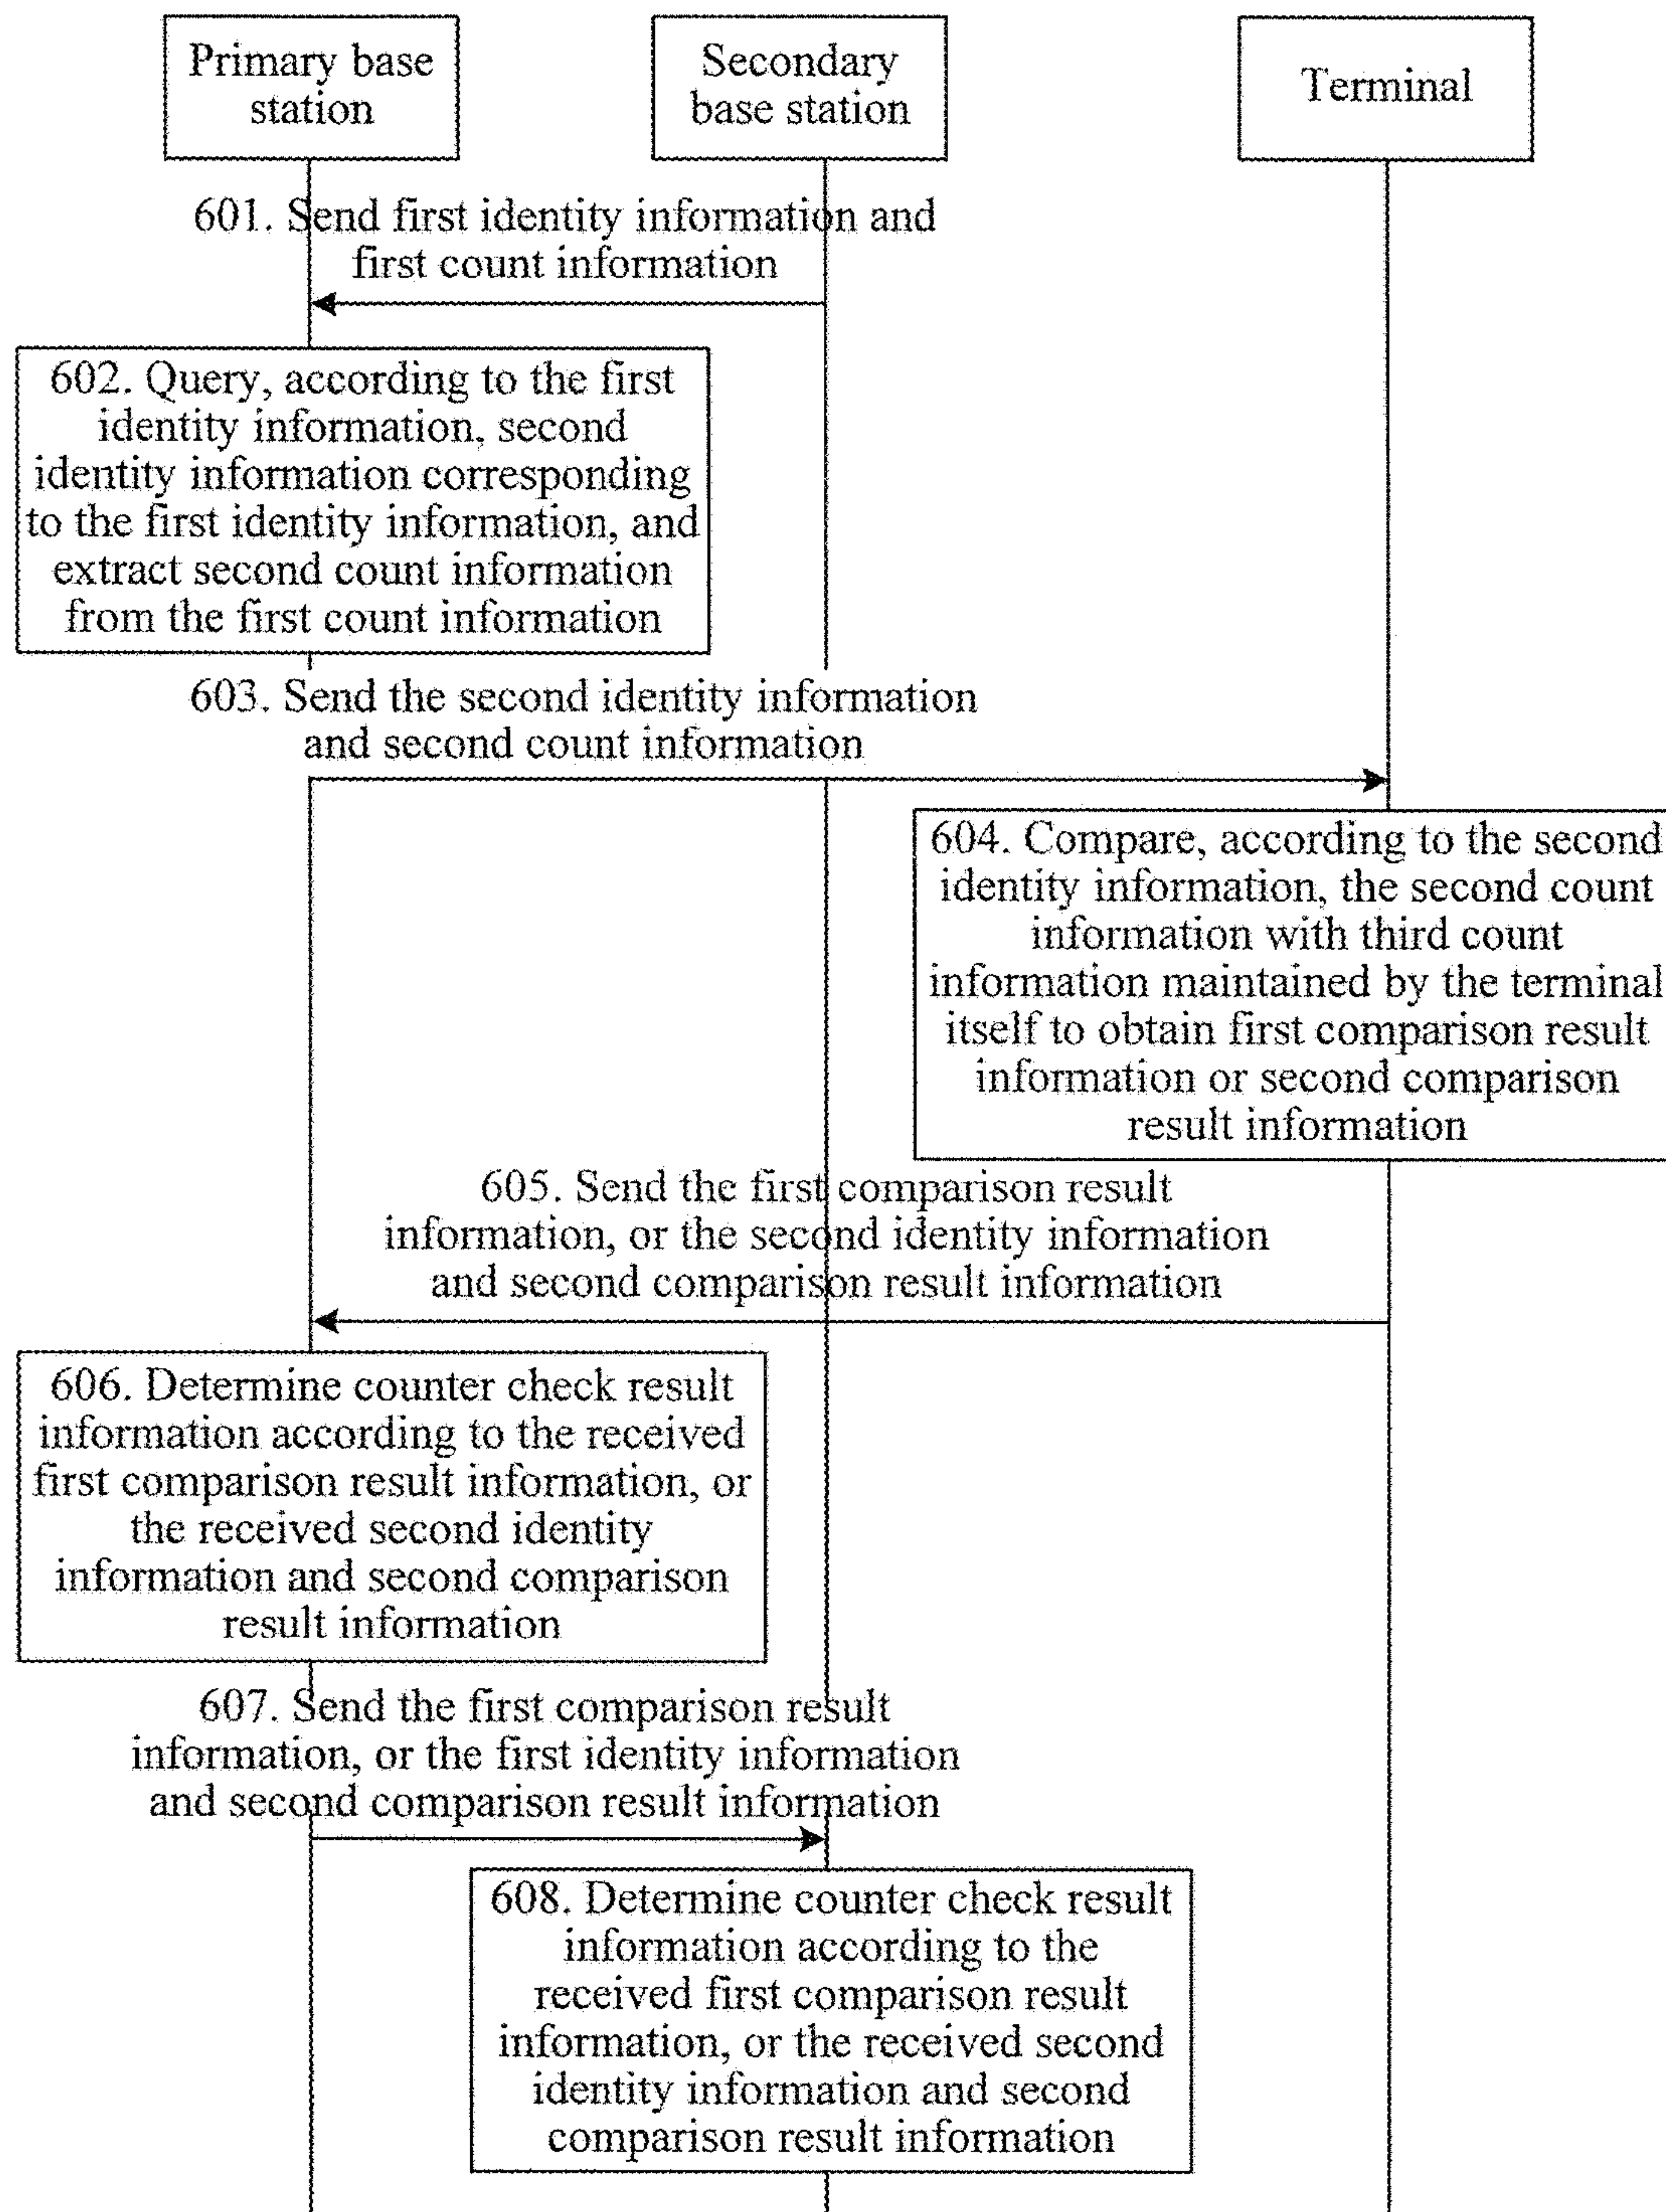 Primary base
station
Secondary
base station
Terminal
601. Send first identity information and
first count information
602. Query, according to the first
identity information, second
identity information corresponding
to the first identity information, and
extract second count information
from the first count information
603. Send the second identity information
and second count information
604. Compare, according to the second
identity information, the second count
information with third count
information maintained by the terminal
itself to obtain first comparison result
information or second comparison
result information
605. Send the first comparison result
information, or the second identity information
and second comparison result information
606. Determine counter check result
information according to the received
first comparison result information, or
the received second identity
information and second comparison
result information
607. Send the first comparison result
information, or the first identity information
and second comparison result information
608. Determine counter check result
information according to the
received first comparison result
information, or the received second
identity information and second
comparison result information